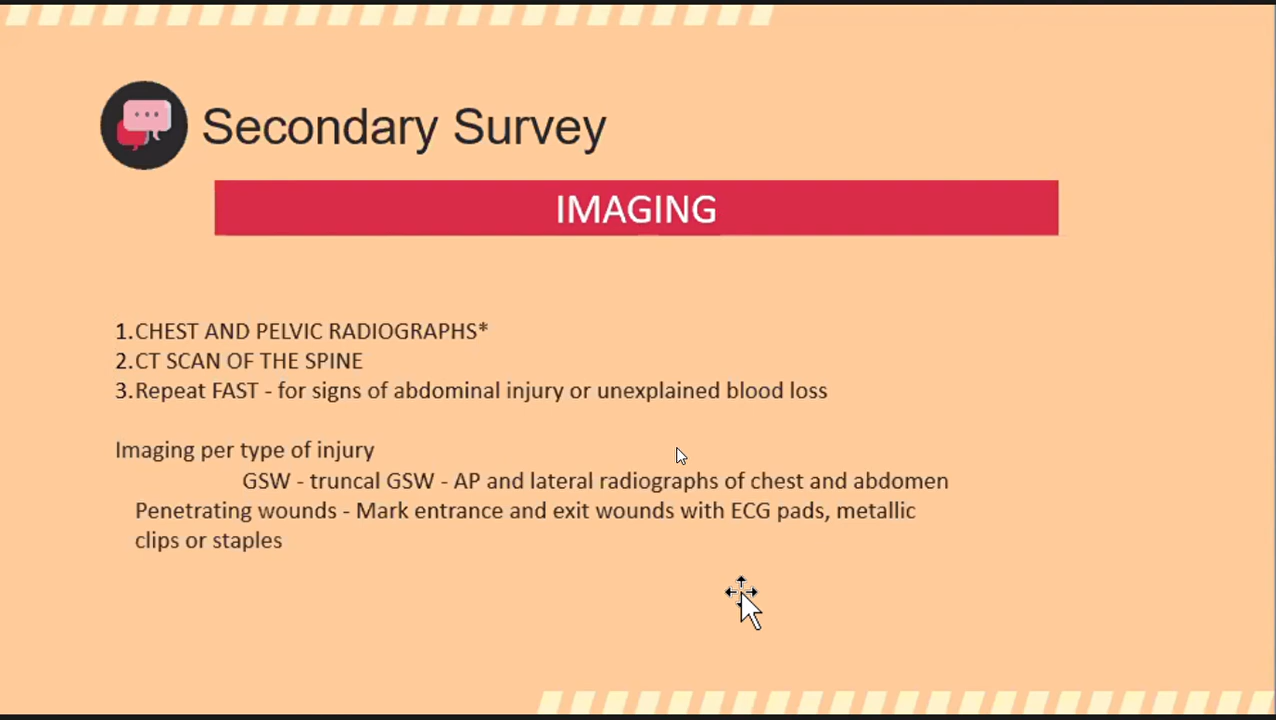 Secondary Survey
IMAGING
1.CHEST AND PELVIC RADIOGRAPHS*
2.CT SCAN OF THE SPINE
3.Repeat FAST - for signs of abdominal injury or unexplained blood loss
Imaging per type of injury
GSW - truncal GSW - AP and lateral radiographs of chest and abdomen
Penetrating wounds - Mark entrance and exit wounds with ECG pads, metallic
clips or staples